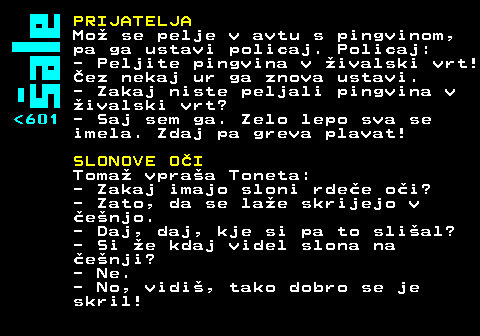 šale
<601
PRIJATELJA
Mož se pelje v avtu s pingvinom,
pa ga ustavi policaj. Policaj:
- Peljite pingvina v živalski vrt!
Čez nekaj ur ga znova ustavi.
- Zakaj niste peljali pingvina v
živalski vrt?
- Saj sem ga. Zelo lepo sva se
imela. Zdaj pa greva plavat!
SLONOVE OČI
Tomaž vpraša Toneta:
- Zakaj imajo sloni rdeče oči?
- Zato, da se laže skrijejo v
češnjo.
- Daj, daj, kje si pa to slišal?
- Si že kdaj videl slona na
češnji?
- Ne.
- No, vidiš, tako dobro se je
skril!